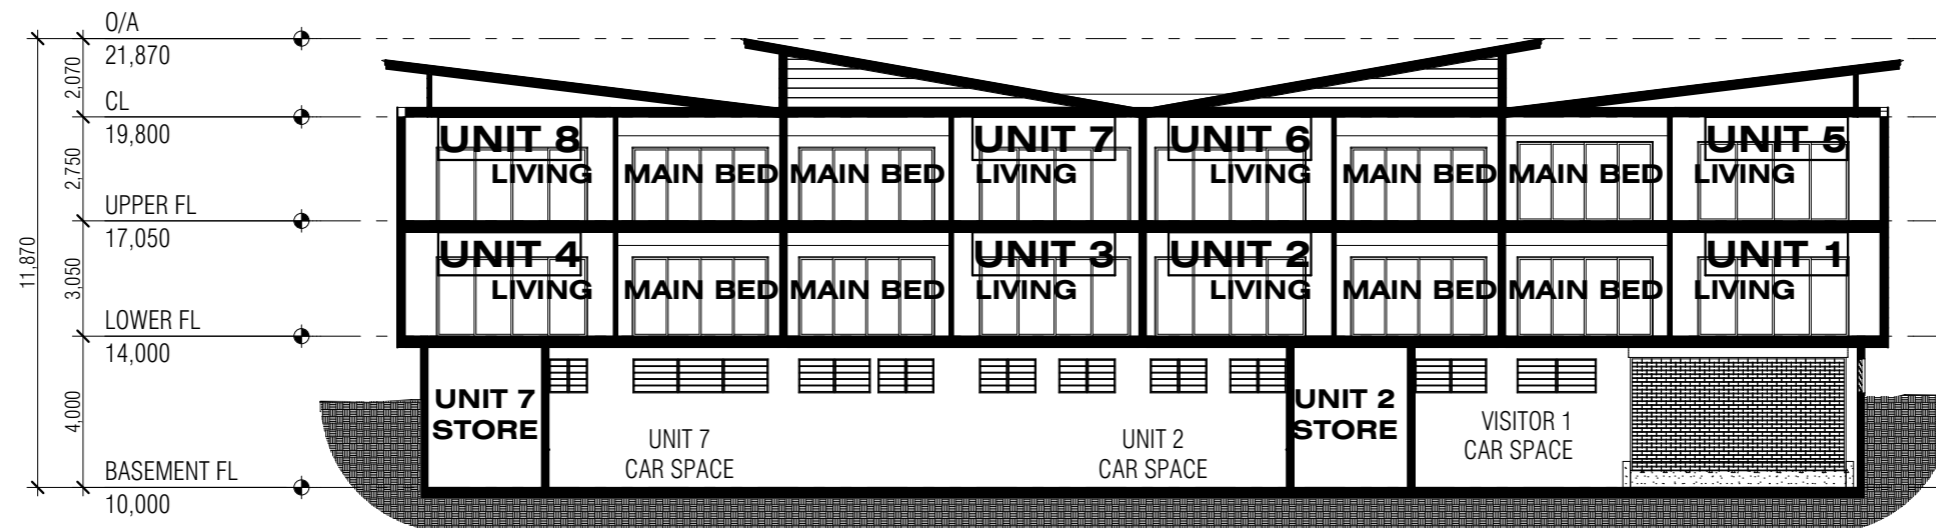 O/A
21,870
CL
19,800
UPPER FL
17,050
LOWER FL
14,000
BASEMENT FL
10,000
11,870
2,070
2,750
3,050
4,000
UNIT 8 UNIT 7 UNIT 6 UNIT 5
LIVING MAIN BED MAIN BED LIVING LIVING MAIN BED MAIN BED LIVING
UNIT 4 UNIT 3 UNIT 2 UNIT 1
LIVING MAIN BED MAIN BED LIVING LIVING MAIN BED MAIN BED LIVING
UNIT 7
STORE
UNIT 7
CAR SPACE
UNIT 2
CAR SPACE
UNIT 2
STORE
VISITOR 1
CAR SPACE